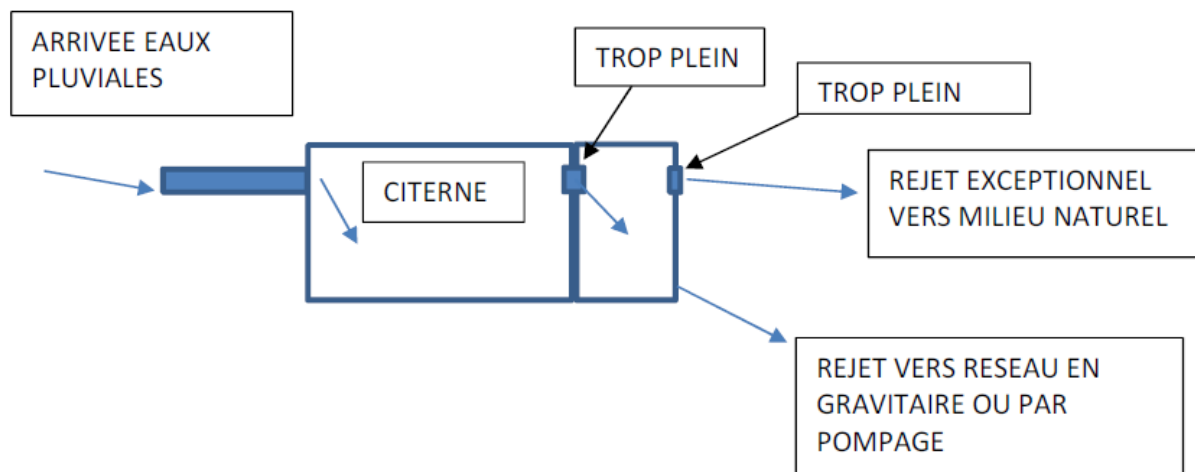 ARRIVEE EAUX
PLUVIALES
TROP PLEIN
TROP PLEIN
CITERNE
REJET EXCEPTIONNEL
VERS MILIEU NATUREL
REJET VERS RESEAU EN
GRAVITAIRE OU PAR
POMPAGE